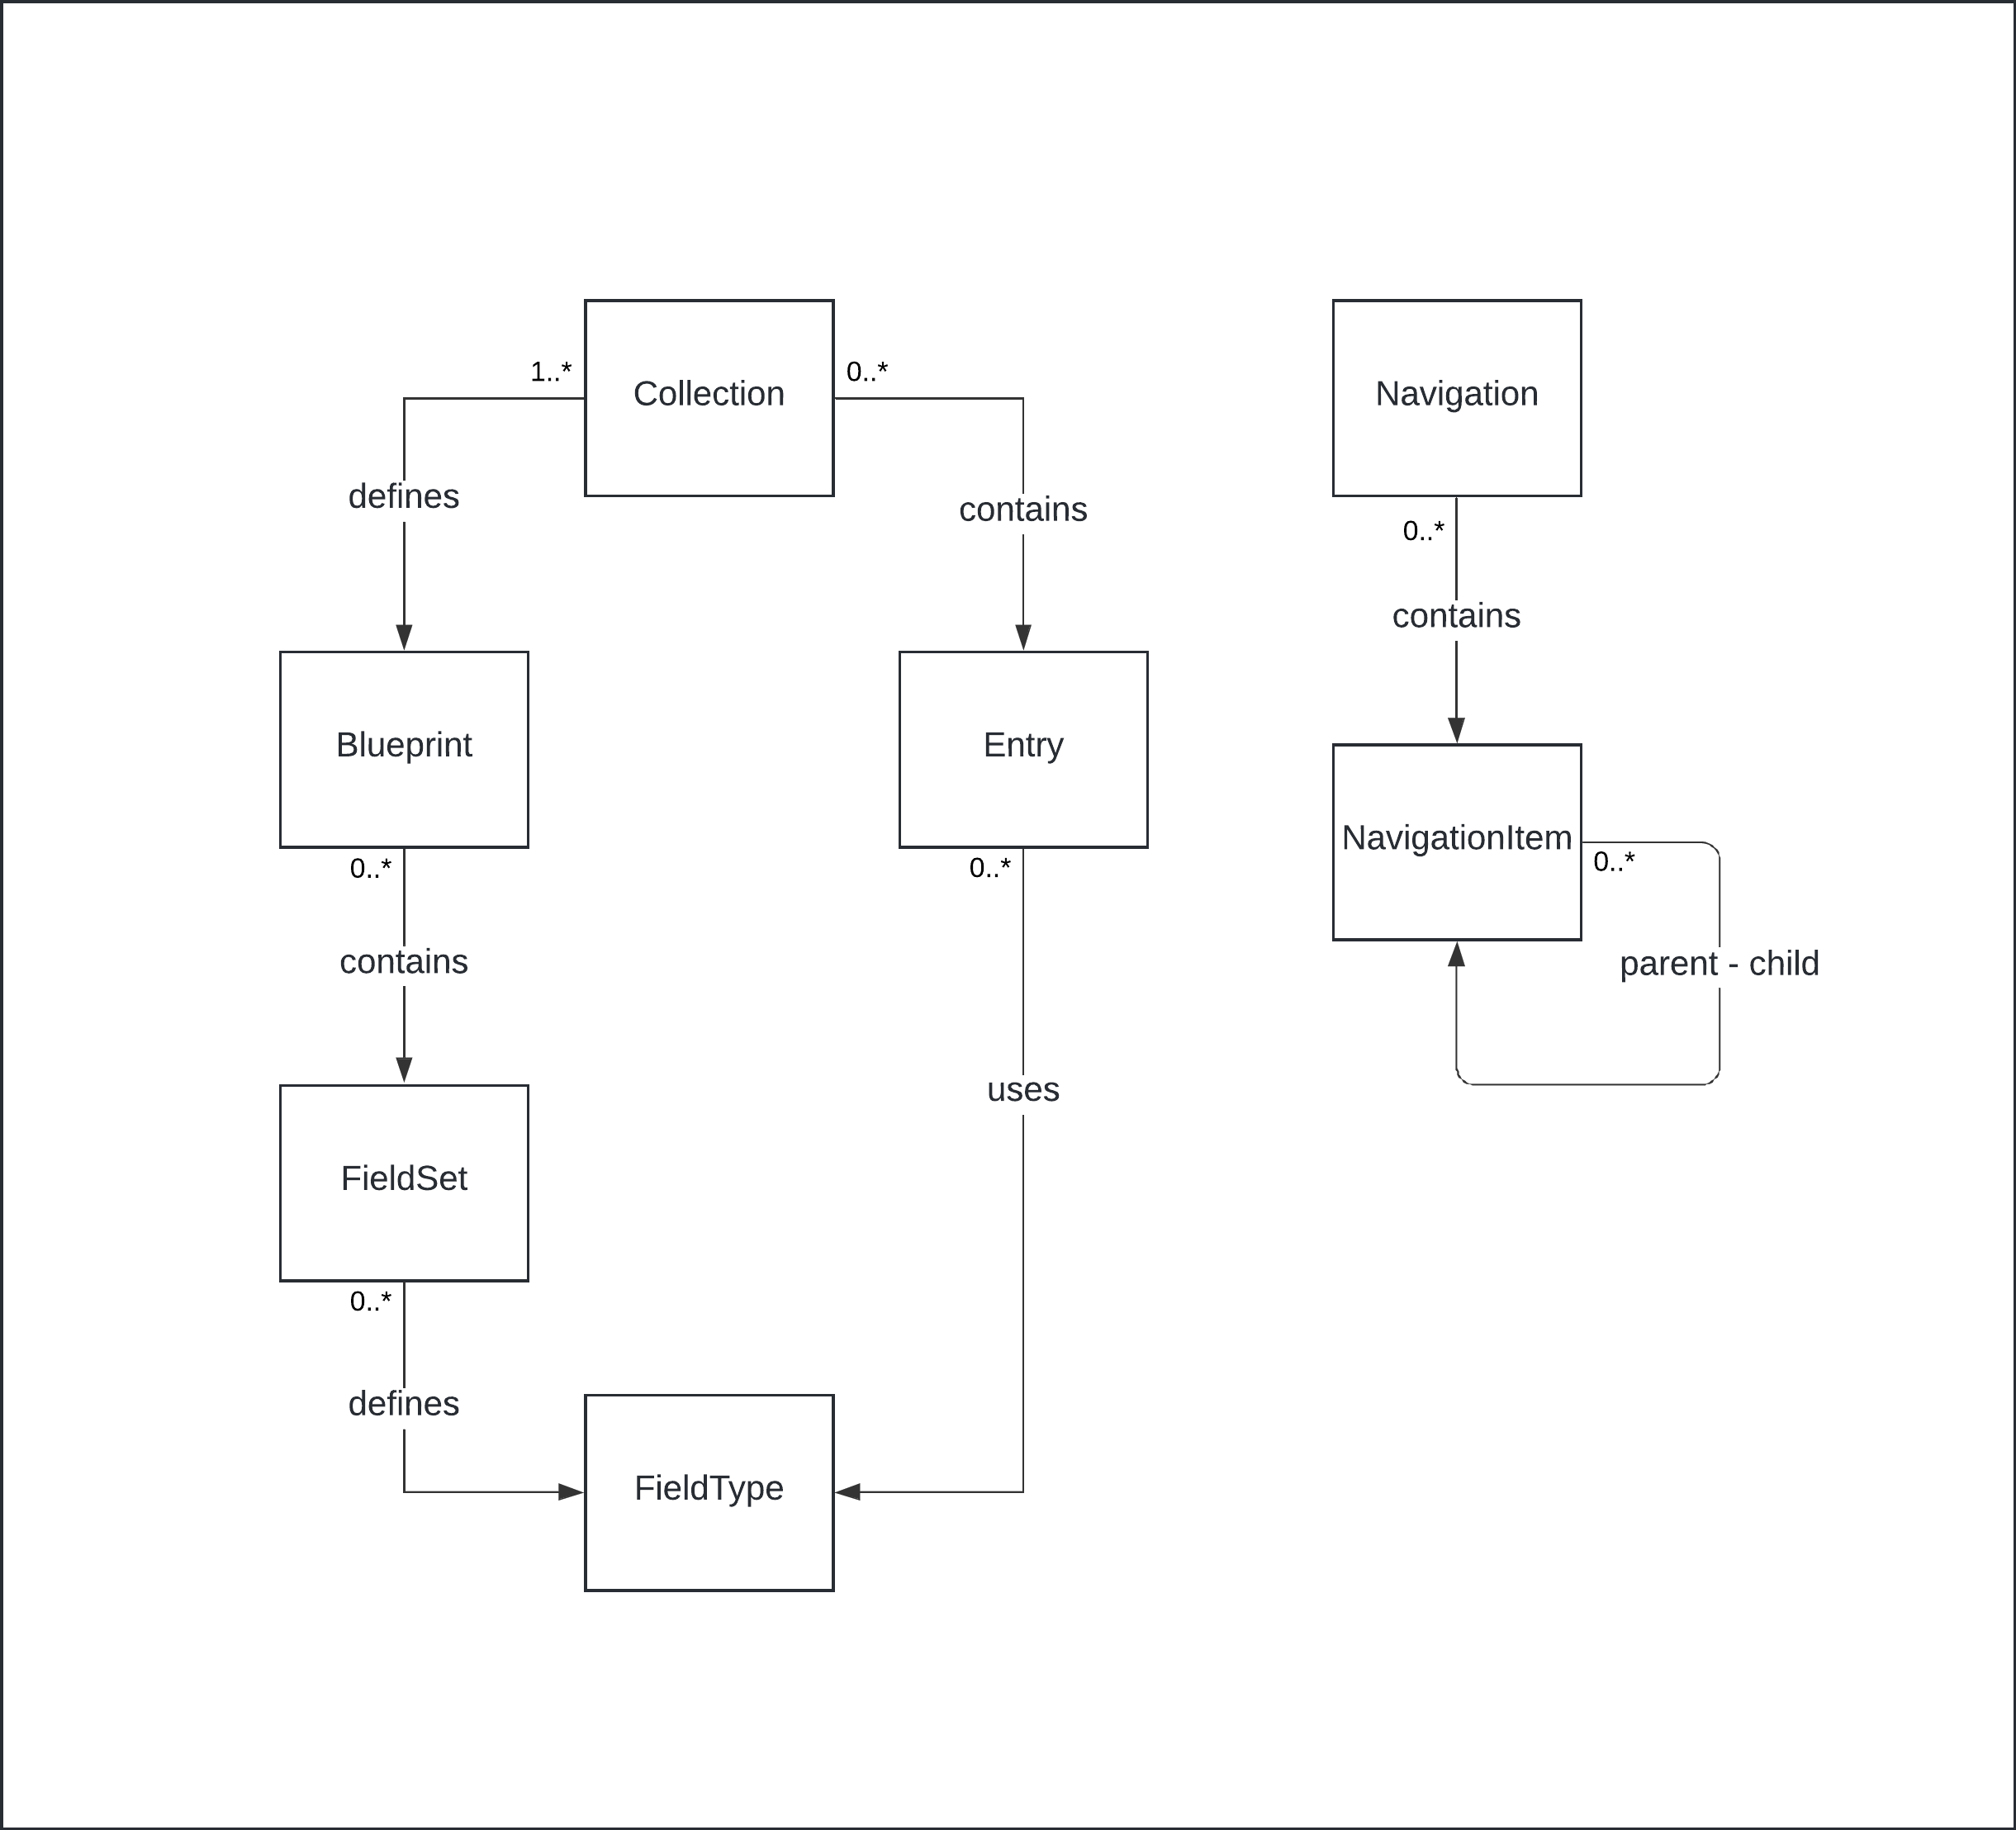 1..*
Collection
0..*
Navigation
defines
contains
0..*
contains
Blueprint
Entry
NavigationItem
0..*
0..*
0..*
contains
parent - child
uses
FieldSet
0..*
defines
FieldType